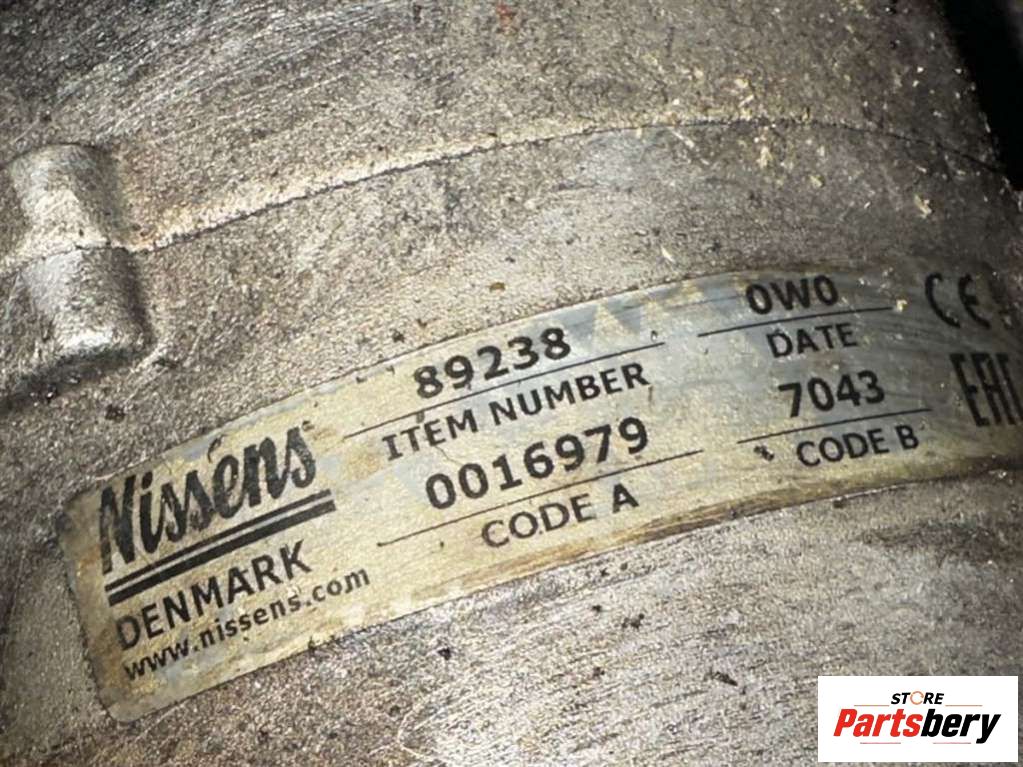 Nissens
DENMARK
www.nissens.com
89238
ITEM NUMBER
0016979
CODE A
0W0
DATE
7043
CODE B
CE
EAC
STORE
Partsbery